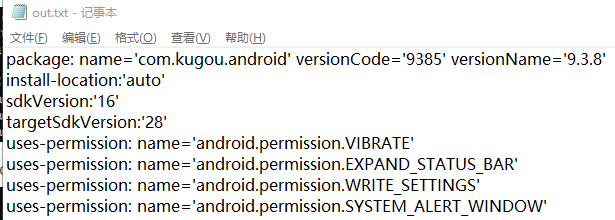 out.txt - 记事本
文件(F) 编辑(E) 格式(O) 查看(V) 帮助(H)
package: name='com.kugou.android' versionCode='9385' versionName='9.3.8'
install-location:'auto'
sdkVersion:'16'
targetSdkVersion:'28'
uses-permission: name='android.permission.VIBRATE'
uses-permission: name='android.permission.EXPAND_STATUS_BAR'
uses-permission: name='android.permission.WRITE_SETTINGS'
uses-permission: name='android.permission.SYSTEM_ALERT_WINDOW'